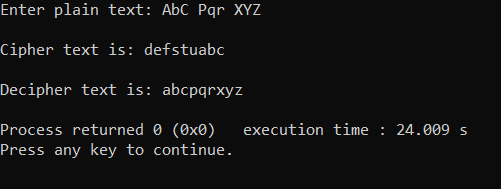 Enter plain text: AbC Pqr XYZ
Cipher text is: defstuabc
Decipher text is: abcpqrxyz
Process returned 0 (0x0)   execution time : 24.009 s
Press any key to continue.